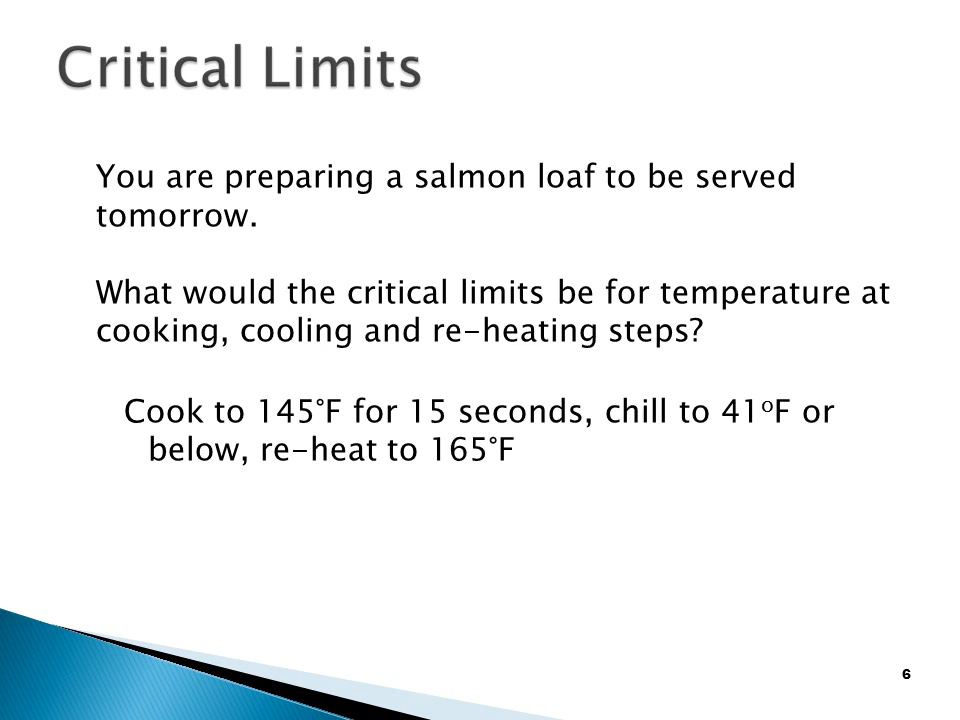 Critical Limits
You are preparing a salmon loaf to be served
tomorrow.
What would the critical limits be for temperature at
cooking, cooling and re-heating steps?
Cook to 145°F for 15 seconds, chill to 41ºF or
below, re-heat to 165°F
6